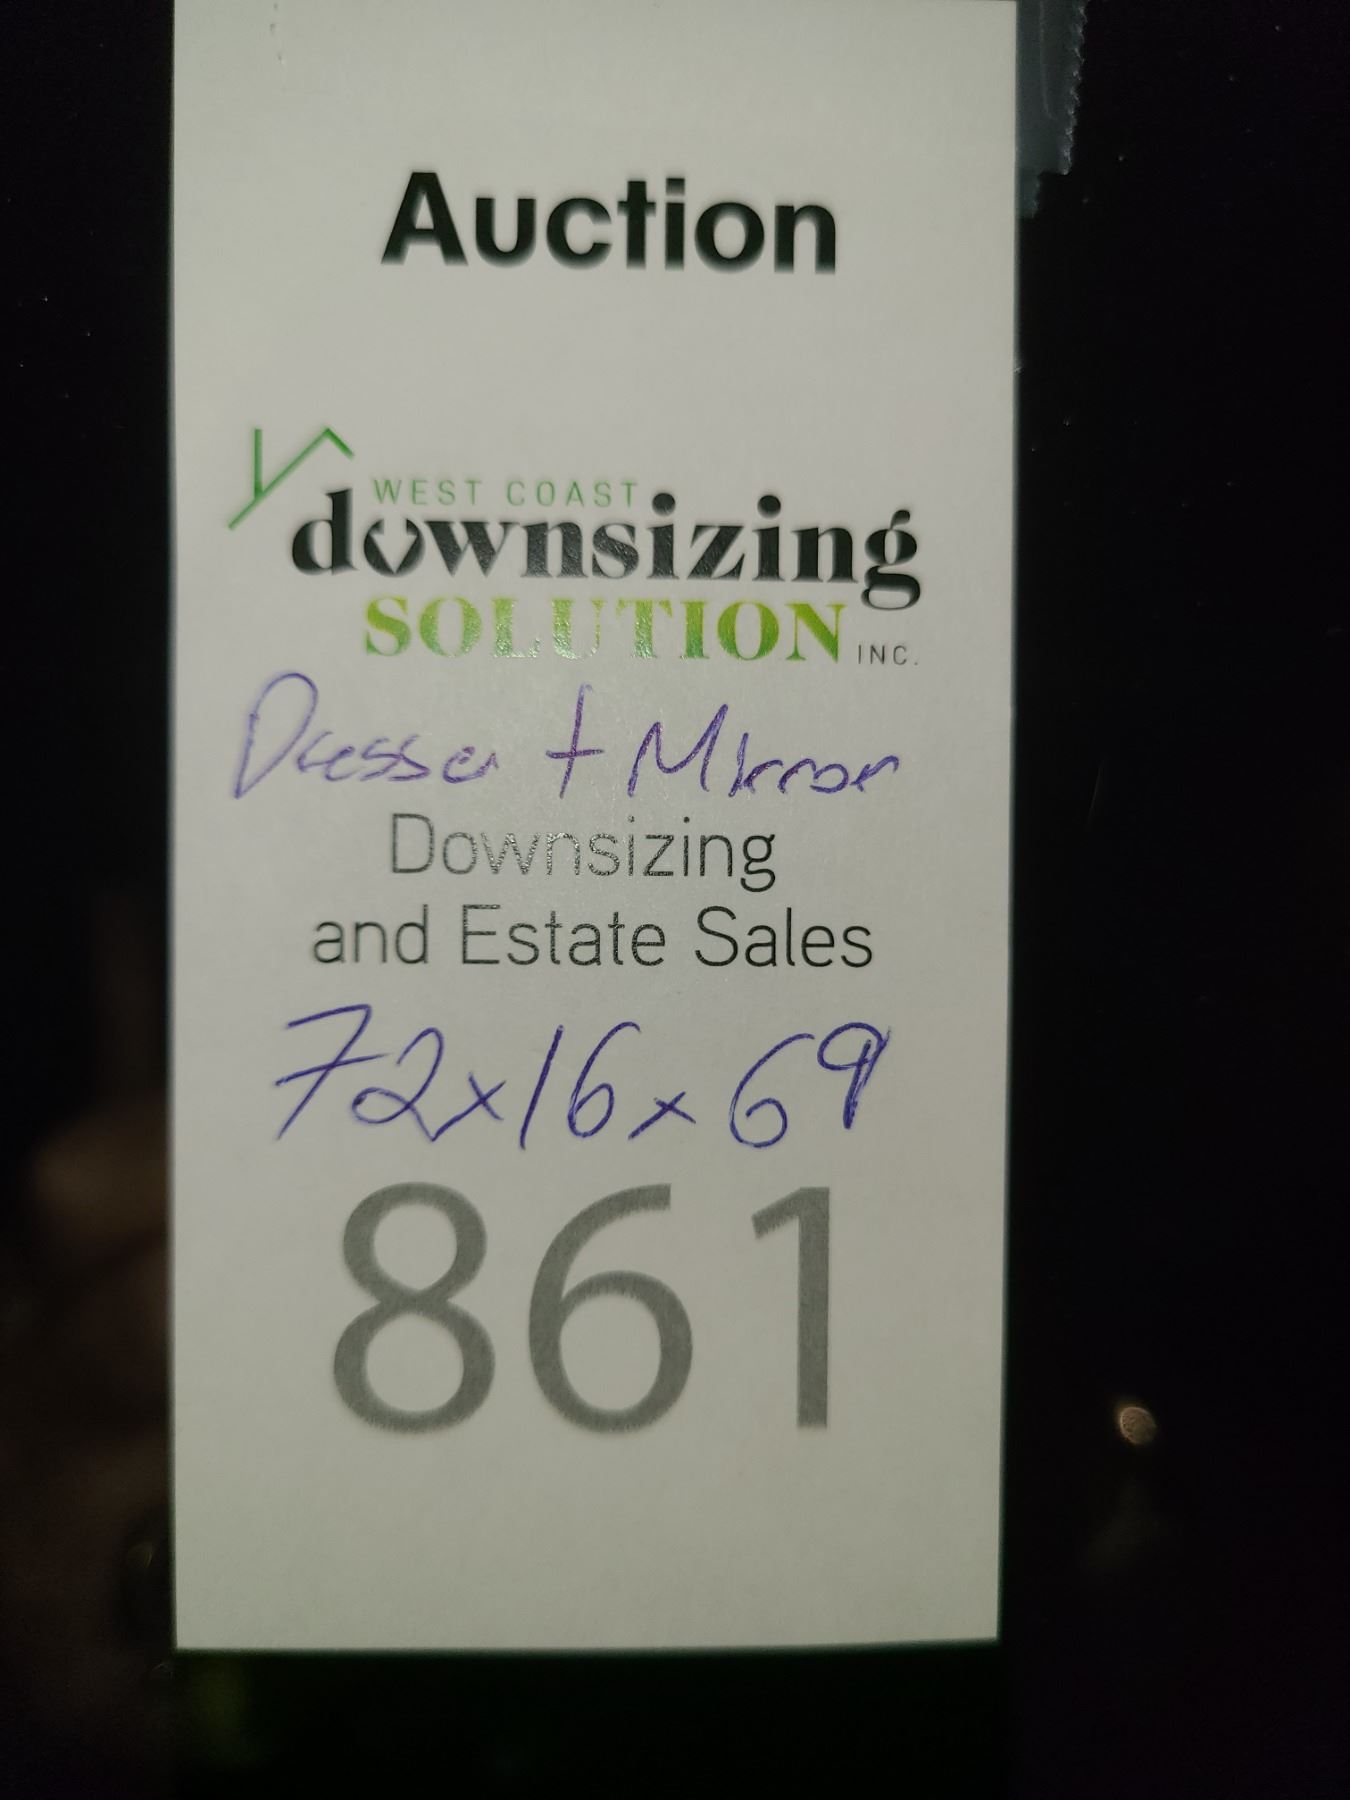 Auction
WEST COAST
downsizing
SOLUTION INC.
Dresser + Mirror
Downsizing
and Estate Sales
72x16x69
861